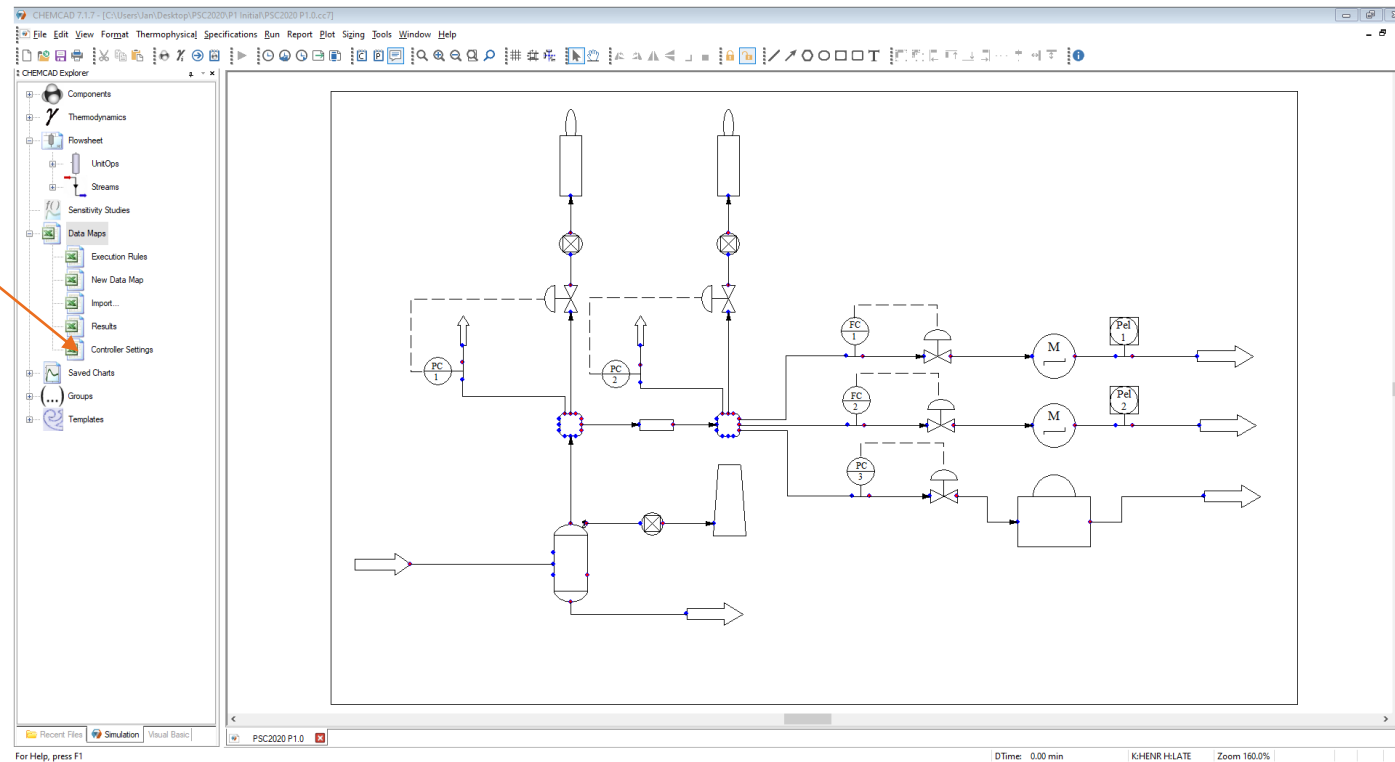 CHEMCAD 7.1.7 - [C:\Users\Jan\Desktop\PSC2020\P1 Initial\PSC2020 P1.0.cc7]
File Edit View Format Thermophysical Specifications Run Report Plot Sizing Tools Window Help
CHEMCAD Explorer
Components
Thermodynamics
Flowsheet
UnitOps
Streams
Sensitivity Studies
Data Maps
Execution Rules
New Data Map
Import...
Results
Controller Settings
Saved Charts
Groups
Templates
PC
1
PC
2
FC
1
M
Pel
1
FC
2
M
Pel
2
PC
3
Recent Files Simulation Visual Basic
PSC2020 P1.0
For Help, press F1
DTime: 0.00 min K:HENR H:LATE Zoom 160.0%